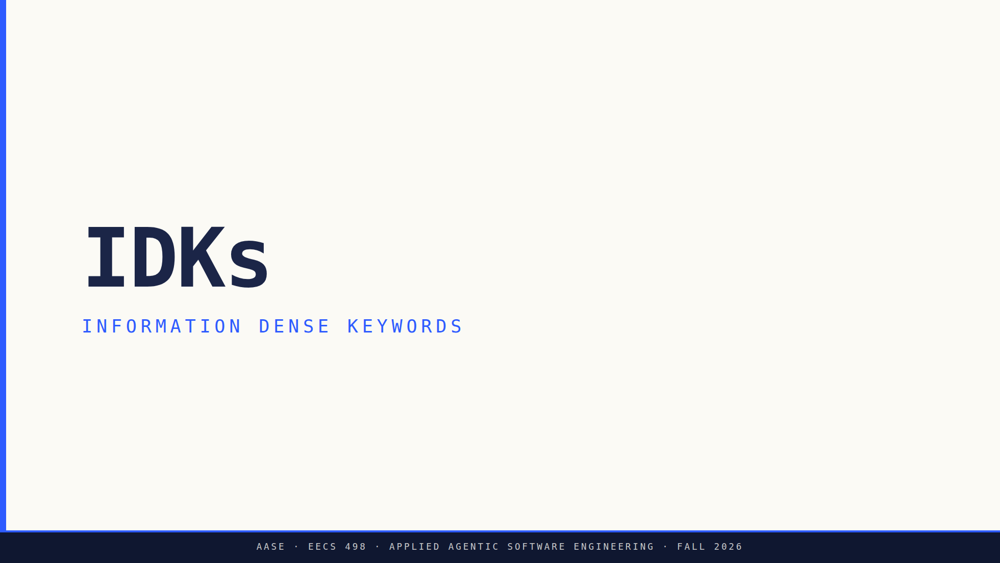 IDKs
INFORMATION DENSE KEYWORDS
AASE · EECS 498 · APPLIED AGENTIC SOFTWARE ENGINEERING · FALL 2026